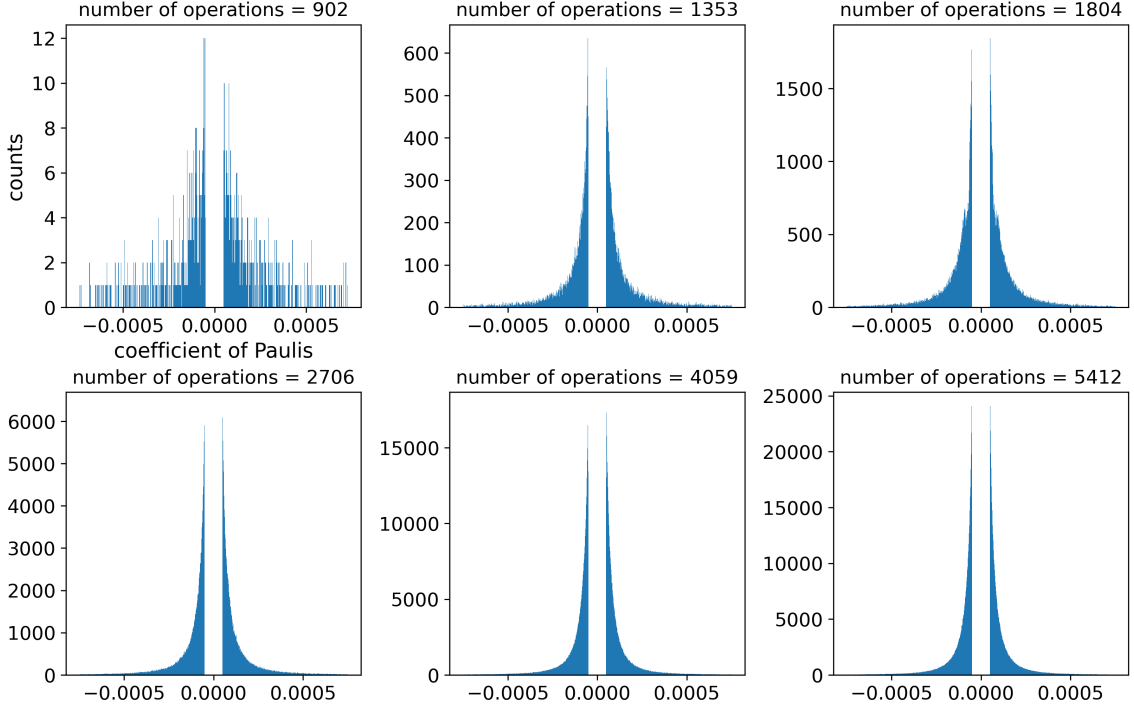 number of operations = 902
number of operations = 1353
number of operations = 1804
counts
12
10
8
6
4
2
0
−0.0005 0.0000 0.0005
coefficient of Paulis
600
500
400
300
200
100
0
−0.0005 0.0000 0.0005
1500
1000
500
0
−0.0005 0.0000 0.0005
number of operations = 2706
number of operations = 4059
number of operations = 5412
6000
5000
4000
3000
2000
1000
0
−0.0005 0.0000 0.0005
15000
10000
5000
0
−0.0005 0.0000 0.0005
25000
20000
15000
10000
5000
0
−0.0005 0.0000 0.0005